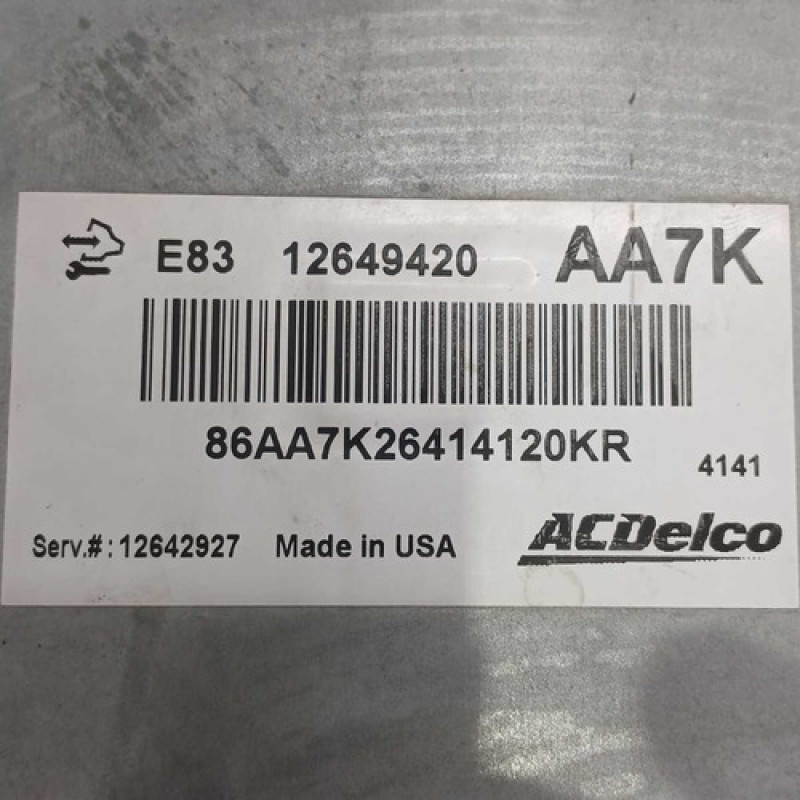 E83 12649420 AA7K
86AA7K26414120KR
4141
Serv.#: 12642927 Made in USA ACDelco